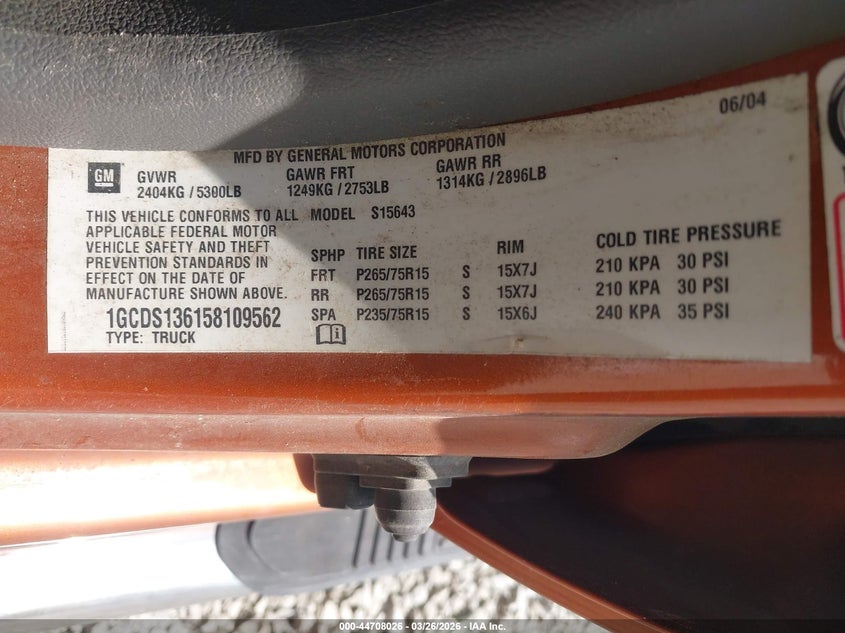 06/04
MFD BY GENERAL MOTORS CORPORATION
GM
GVWR GAWR FRT GAWR RR
2404KG / 5300LB 1249KG / 2753LB 1314KG / 2896LB
THIS VEHICLE CONFORMS TO ALL
APPLICABLE FEDERAL MOTOR
VEHICLE SAFETY AND THEFT
PREVENTION STANDARDS IN
EFFECT ON THE DATE OF
MANUFACTURE SHOWN ABOVE.
1GCDS136158109562
TYPE: TRUCK
MODEL S15643
SPHP TIRE SIZE RIM COLD TIRE PRESSURE
FRT P265/75R15 S 15X7J 210 KPA 30 PSI
RR P265/75R15 S 15X7J 210 KPA 30 PSI
SPA P235/75R15 S 15X6J 240 KPA 35 PSI
000-44708026 - 03/26/2026 - IAA Inc.